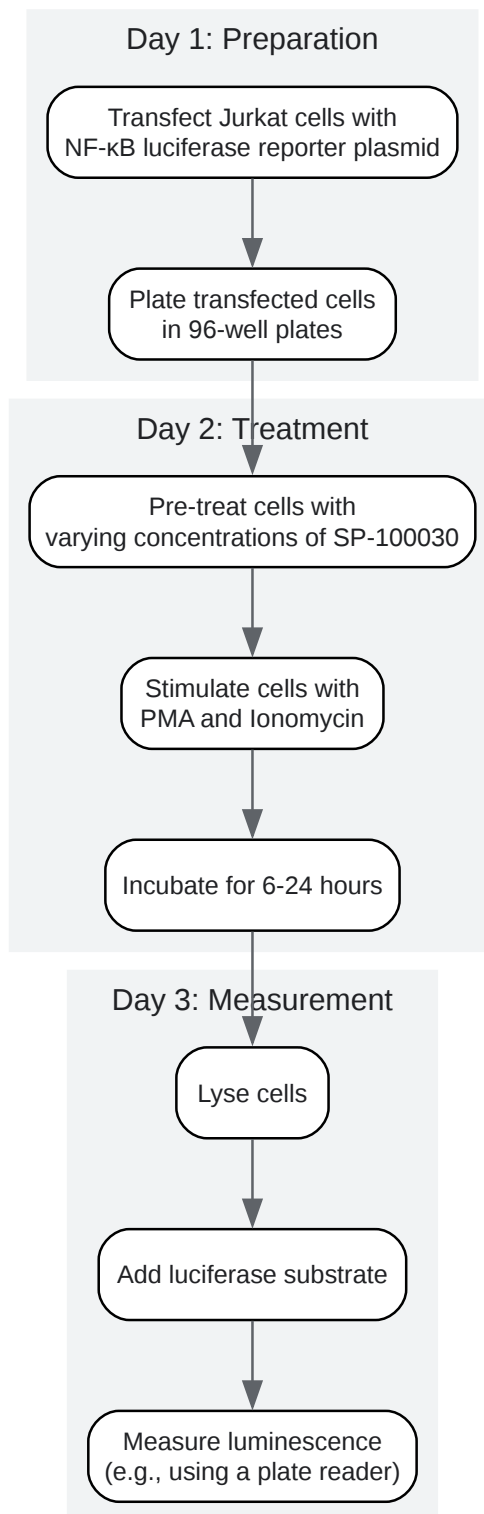 Day 1: Preparation
Transfect Jurkat cells with
NF-κB luciferase reporter plasmid
Plate transfected cells
in 96-well plates
Day 2: Treatment
Pre-treat cells with
varying concentrations of SP-100030
Stimulate cells with
PMA and Ionomycin
Incubate for 6-24 hours
Day 3: Measurement
Lyse cells
Add luciferase substrate
Measure luminescence
(e.g., using a plate reader)